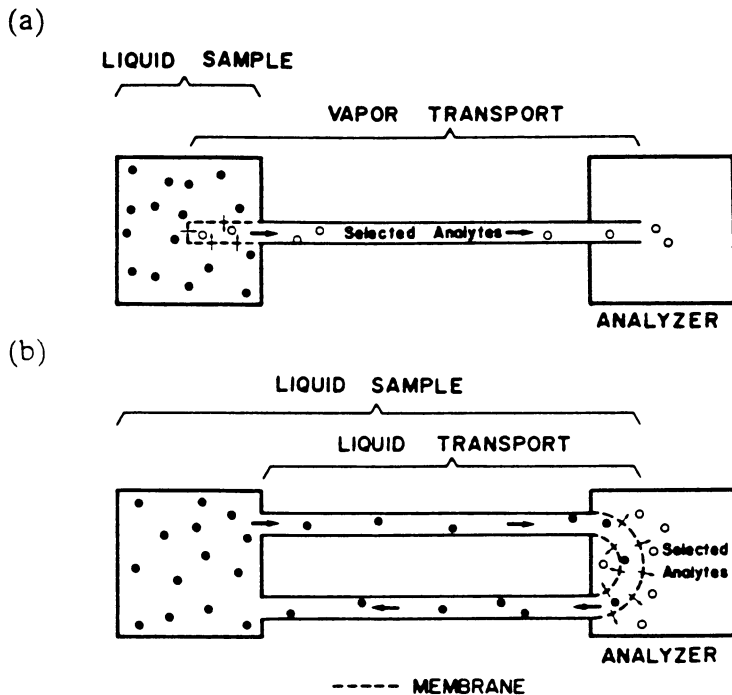 (a)
LIQUID SAMPLE
VAPOR TRANSPORT
Selected Analytes
ANALYZER
(b)
LIQUID SAMPLE
LIQUID TRANSPORT
Selected
Analytes
ANALYZER
MEMBRANE